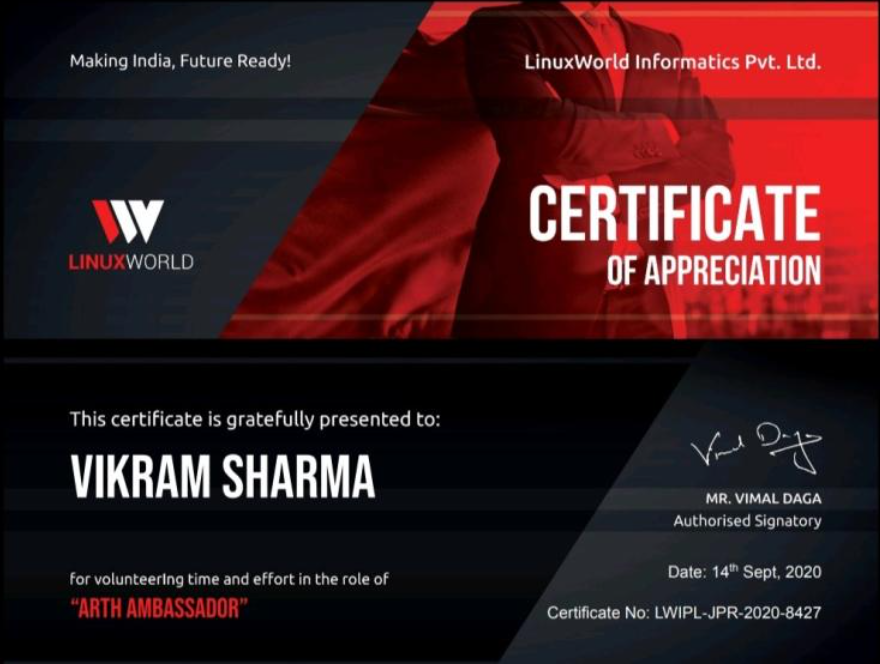 Making India, Future Ready!
LinuxWorld Informatics Pvt. Ltd.
LINUXWORLD
CERTIFICATE
OF APPRECIATION
This certificate is gratefully presented to:
VIKRAM SHARMA
for volunteering time and effort in the role of
“ARTH AMBASSADOR”
Vimal Daga
MR. VIMAL DAGA
Authorised Signatory
Date: 14th Sept, 2020
Certificate No: LWIPL-JPR-2020-8427